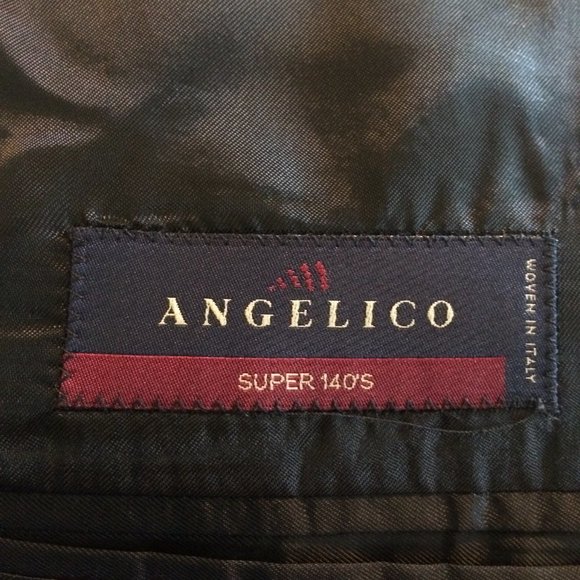 ANGELICO
SUPER 140'S
WOVEN IN ITALY